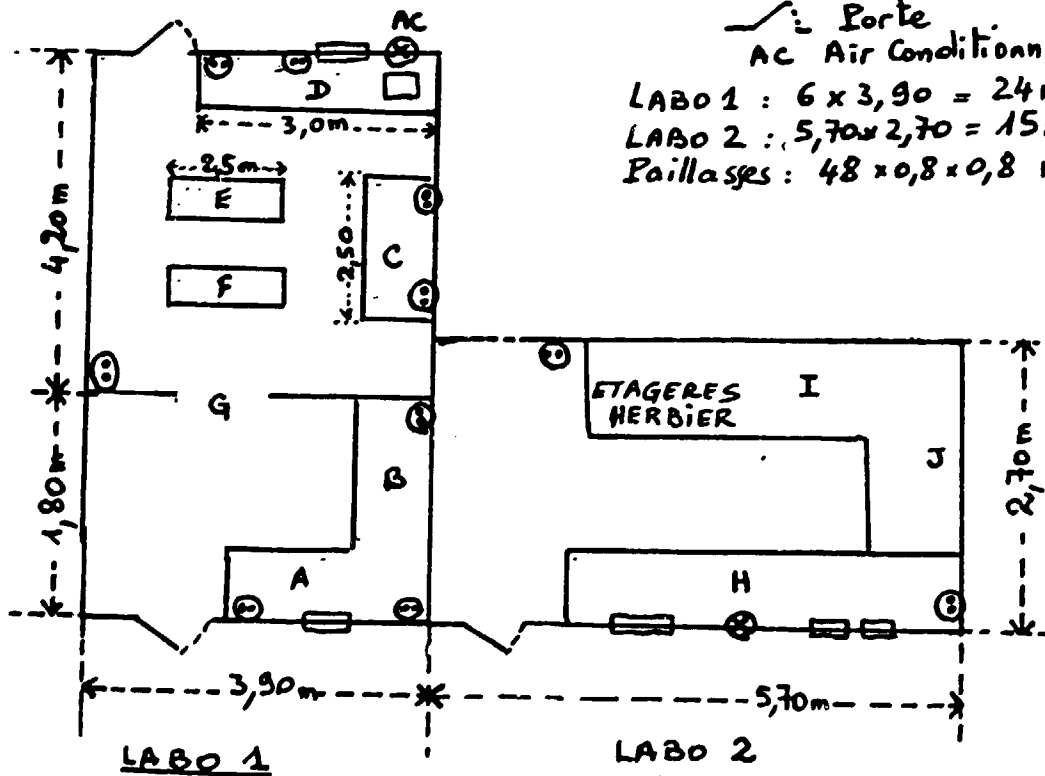 AC
Porte
AC Air Conditionn
LABO 1 : 6 x 3,90 = 24
LABO 2 : 5,70 x 2,70 = 15
Paillasses : 48 x 0,8 x 0,8
D
3,0m
2,5m
E
F
2,50
C
4,20m
G
1,80m
B
A
ETAGERES
HERBIER
I
J
H
2,70m
3,90m
5,70m
LABO 1
LABO 2